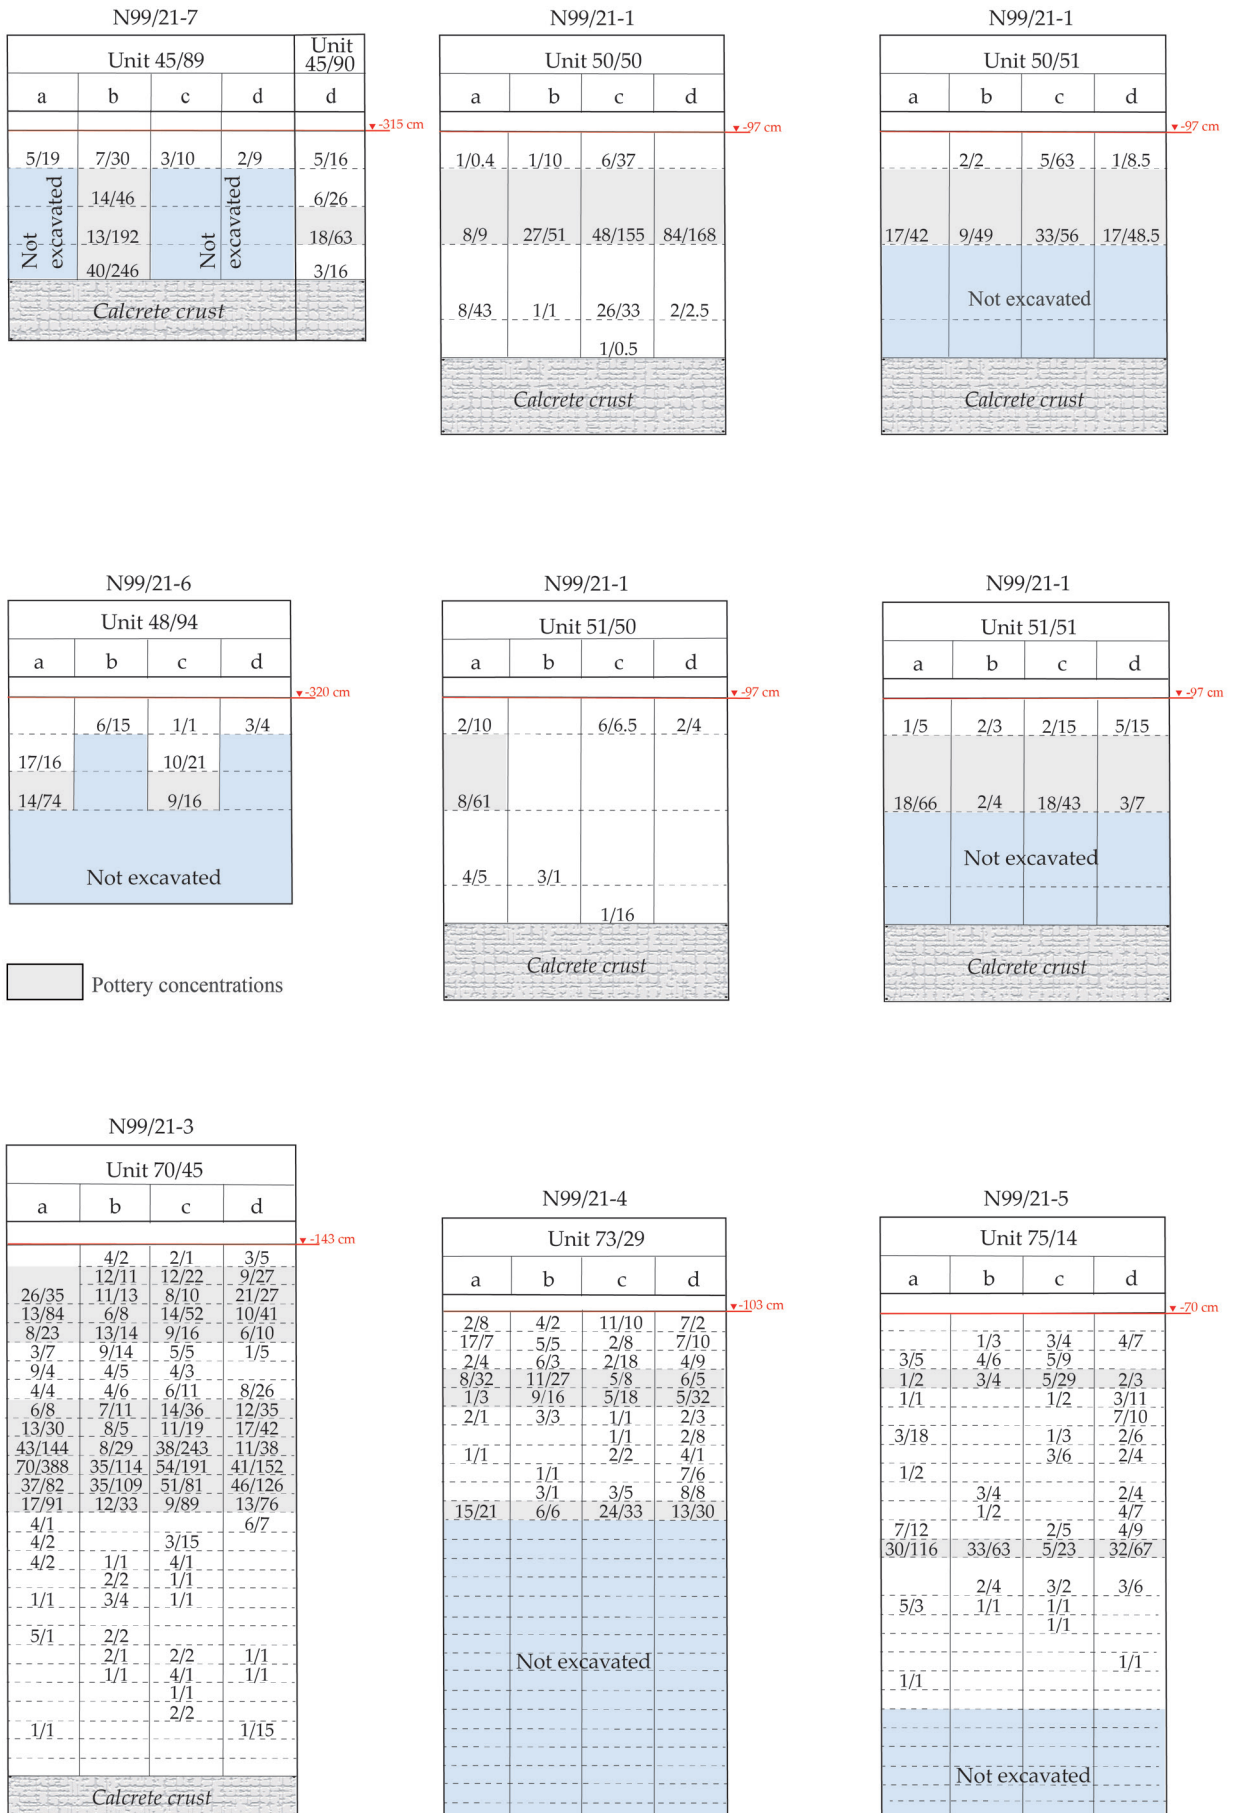 N99/21-7
Unit 45/89 Unit 45/90
a b c d d
▼-315 cm
5/19 7/30 3/10 2/9 5/16
14/46 6/26
13/192 18/63
40/246 3/16
Not excavated
Not excavated
Calcrete crust
N99/21-1
Unit 50/50
a b c d
▼-97 cm
1/0.4 1/10 6/37
8/9 27/51 48/155 84/168
8/43 1/1 26/33 2/2.5
1/0.5
Calcrete crust
N99/21-1
Unit 50/51
a b c d
▼-97 cm
2/2 5/63 1/8.5
17/42 9/49 33/56 17/48.5
Not excavated
Calcrete crust
N99/21-6
Unit 48/94
a b c d
▼-320 cm
6/15 1/1 3/4
17/16 10/21
14/74 9/16
Not excavated
Pottery concentrations
N99/21-1
Unit 51/50
a b c d
▼-97 cm
2/10 6/6.5 2/4
8/61
4/5 3/1
1/16
Calcrete crust
N99/21-1
Unit 51/51
a b c d
▼-97 cm
1/5 2/3 2/15 5/15
18/66 2/4 18/43 3/7
Not excavated
Calcrete crust
N99/21-3
Unit 70/45
a b c d
▼-143 cm
4/2 2/1 3/5
12/11 12/22 9/27
26/35 11/13 8/10 21/27
13/84 6/8 14/52 10/41
8/23 13/14 9/16 6/10
3/7 9/14 5/5 1/5
9/4 4/5 4/3
4/4 4/6 6/11 8/26
6/8 7/11 14/36 12/35
13/30 8/5 11/19 17/42
43/144 8/29 38/243 11/38
70/388 35/114 54/191 41/152
37/82 35/109 51/81 46/126
17/91 12/33 9/89 13/76
4/1 6/7
4/2 3/15
4/2 1/1 4/1
2/2 1/1
1/1 3/4 1/1
5/1 2/2
2/1 2/2 1/1
1/1 4/1 1/1
1/1
2/2
1/1 1/15
Calcrete crust
N99/21-4
Unit 73/29
a b c d
▼-103 cm
2/8 4/2 11/10 7/2
17/7 5/5 2/8 7/10
2/4 6/3 2/18 4/9
8/32 11/27 5/8 6/5
1/3 9/16 5/18 5/32
2/1 3/3 1/1 2/3
1/1 2/8
1/1 2/2 4/1
1/1 7/6
3/1 3/5 8/8
15/21 6/6 24/33 13/30
Not excavated
N99/21-5
Unit 75/14
a b c d
▼-70 cm
1/3 3/4 4/7
3/5 4/6 5/9
1/2 3/4 5/29 2/3
1/1 1/2 3/11
7/10
3/18 1/3 2/6
3/6 2/4
1/2
3/4 2/4
1/2 4/7
7/12 2/5 4/9
30/116 33/63 5/23 32/67
2/4 3/2 3/6
5/3 1/1 1/1
1/1
1/1
1/1
Not excavated